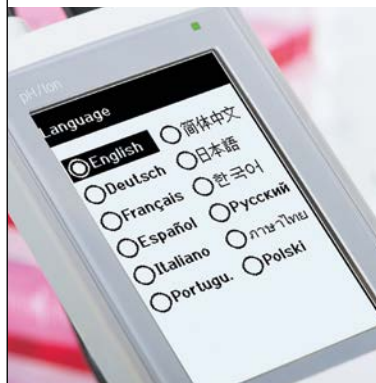 pH/Ion
Language
English 简体中文
Deutsch 日本語
Français 한국어
Español Русский
Italiano ภาษาไทย
Portugu. Polski